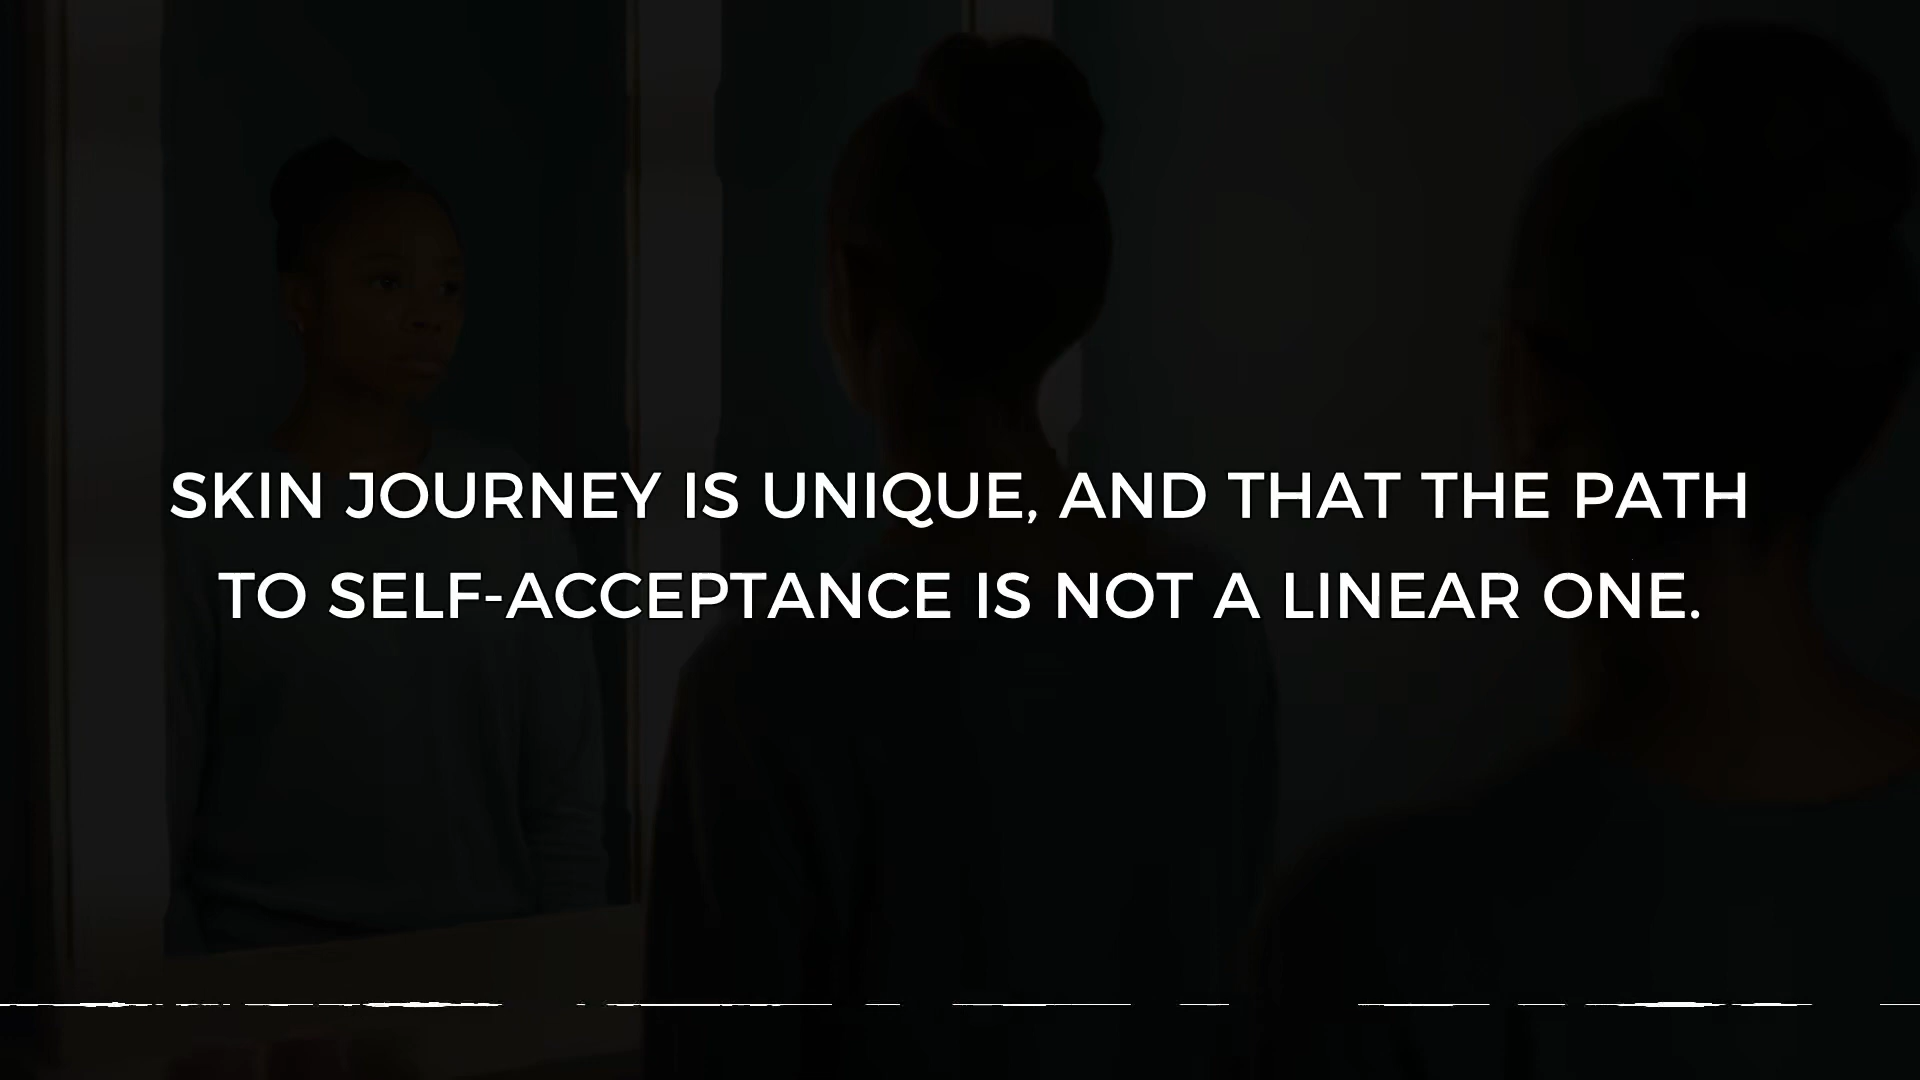 SKIN JOURNEY IS UNIQUE, AND THAT THE PATH
TO SELF-ACCEPTANCE IS NOT A LINEAR ONE.